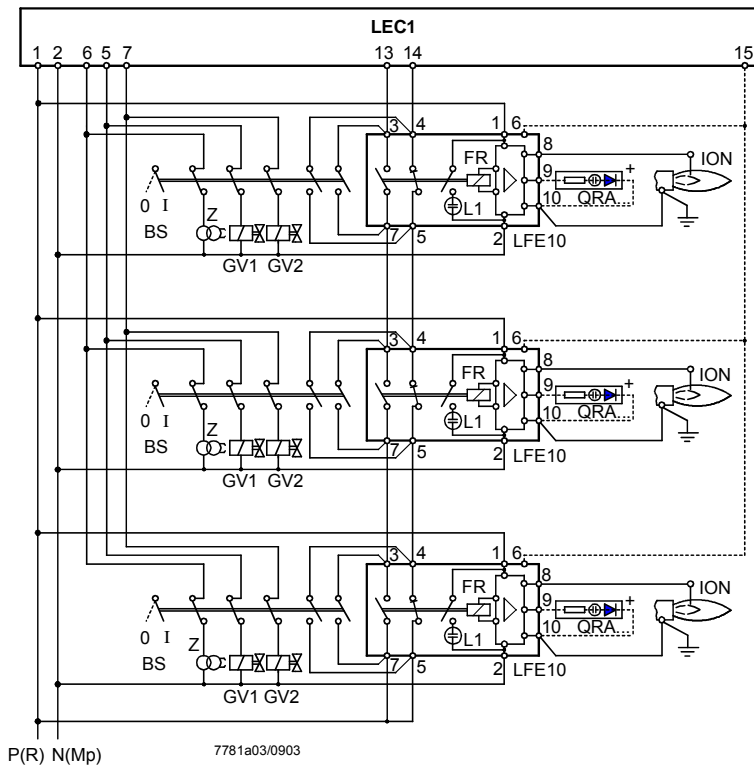 LEC1
1 2 6 5 7 13 14 15
3 4 1 6
8
FR ION
9 +
0 I Z L1 10 QRA...
BS
7 5 2 LFE10
GV1 GV2
3 4 1 6
8
FR ION
9 +
0 I Z L1 10 QRA...
BS
7 5 2 LFE10
GV1 GV2
3 4 1 6
8
FR ION
9 +
0 I Z L1 10 QRA...
BS
7 5 2 LFE10
GV1 GV2
P(R) N(Mp) 7781a03/0903